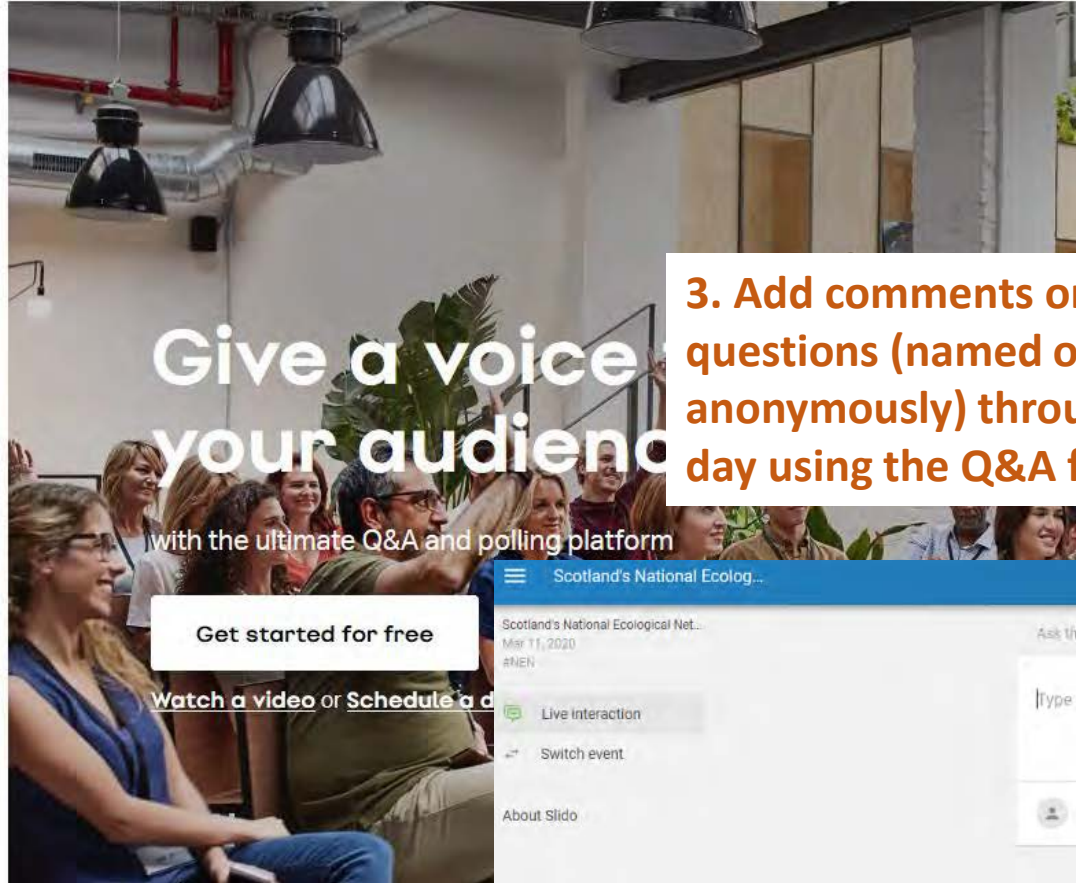 Give a voice
your audienc
with the ultimate Q&A and polling platform
Get started for free
Watch a video or Schedule a d
3. Add comments or
questions (named o
anonymously) throu
day using the Q&A f
Scotland's National Ecolog...
Scotland's National Ecological Net...
Mar 11, 2020
#NEN
Live interaction
Switch event
About Slido
Ask th
Type